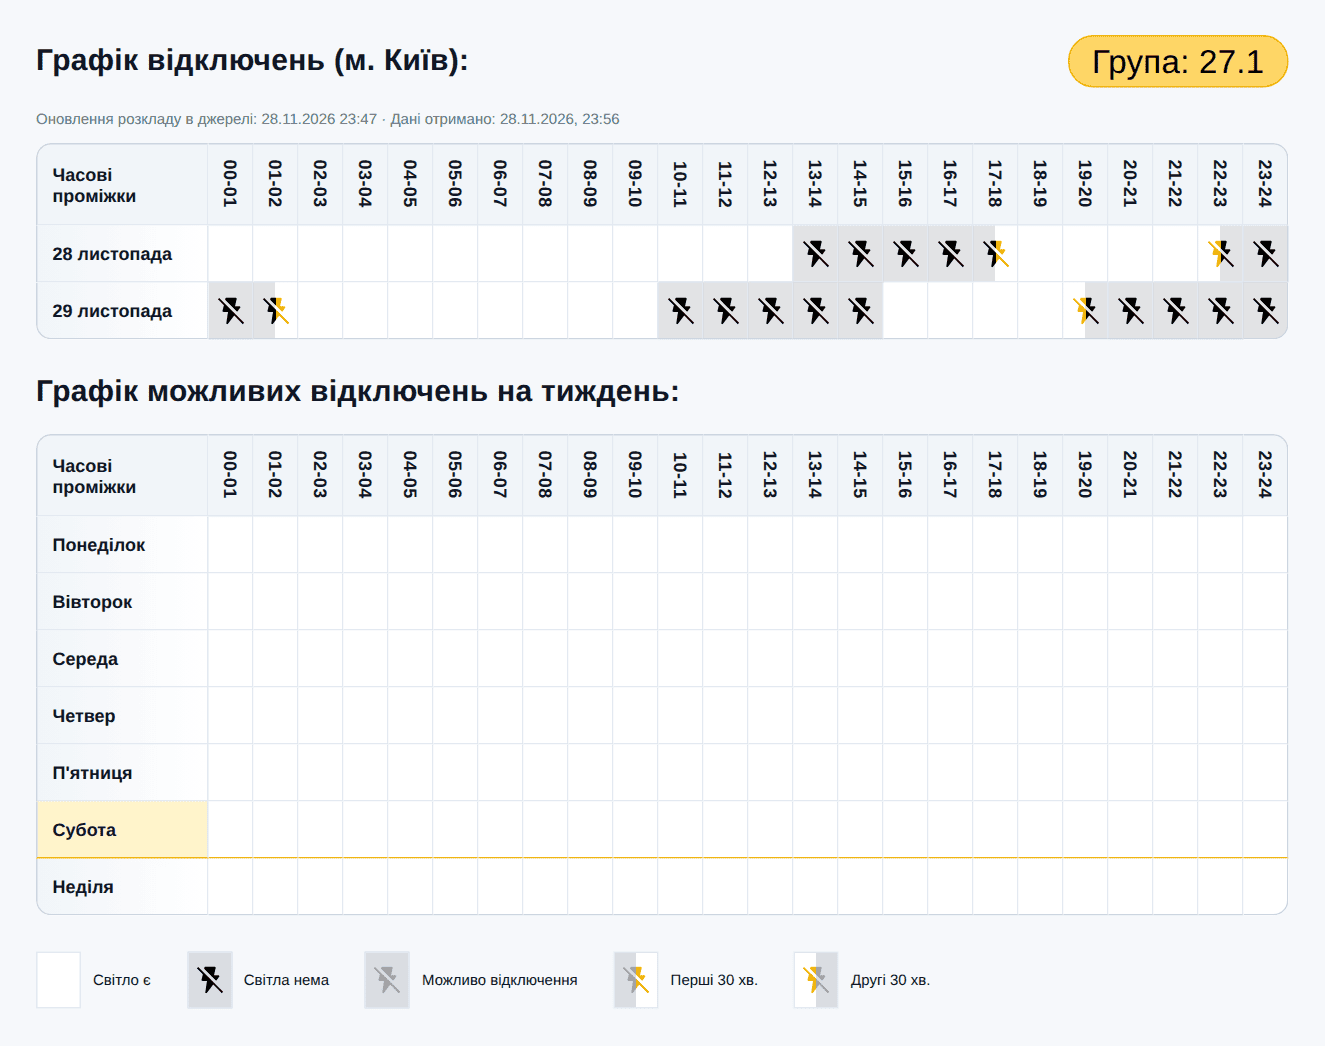 Графік відключень (м. Київ):
Група: 27.1
Оновлення розкладу в джерелі: 28.11.2026 23:47 · Дані отримано: 28.11.2026, 23:56
Часові проміжки 00-01 01-02 02-03 03-04 04-05 05-06 06-07 07-08 08-09 09-10 10-11 11-12 12-13 13-14 14-15 15-16 16-17 17-18 18-19 19-20 20-21 21-22 22-23 23-24
28 листопада
29 листопада
Графік можливих відключень на тиждень:
Часові проміжки 00-01 01-02 02-03 03-04 04-05 05-06 06-07 07-08 08-09 09-10 10-11 11-12 12-13 13-14 14-15 15-16 16-17 17-18 18-19 19-20 20-21 21-22 22-23 23-24
Понеділок
Вівторок
Середа
Четвер
П'ятниця
Субота
Неділя
Світло є Світла нема Можливо відключення Перші 30 хв. Другі 30 хв.